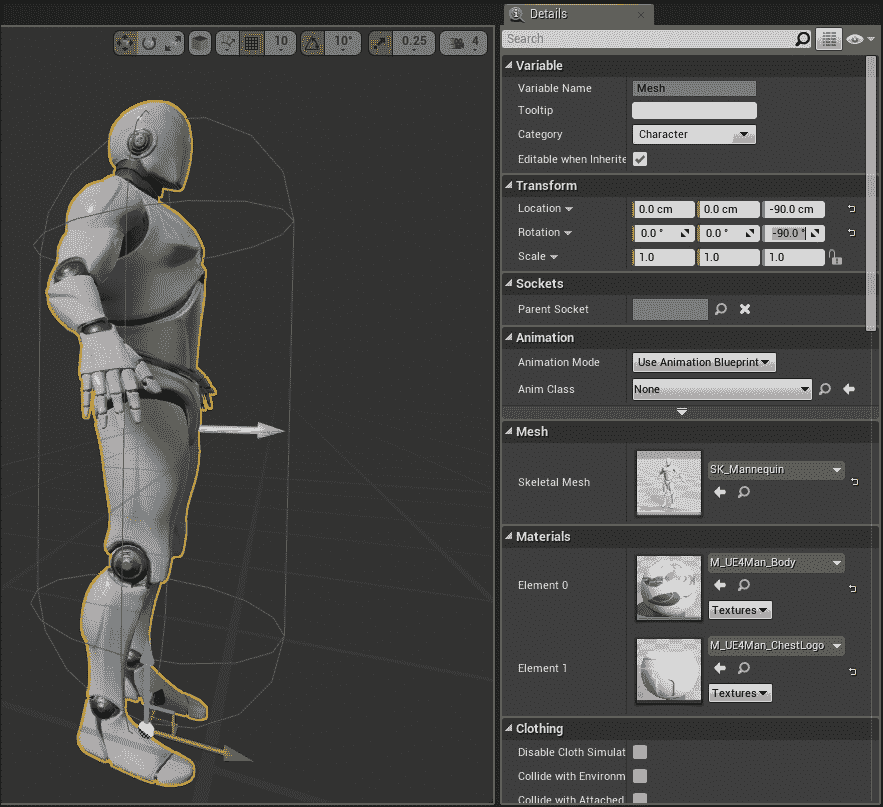 10
10°
0.25
4
Details
Search
Variable
Variable Name
Mesh
Tooltip
Category
Character
Editable when Inherite
Transform
Location
0.0 cm
0.0 cm
-90.0 cm
Rotation
0.0 °
0.0 °
-90.0 °
Scale
1.0
1.0
1.0
Sockets
Parent Socket
Animation
Animation Mode
Use Animation Blueprint
Anim Class
None
Mesh
Skeletal Mesh
SK_Mannequin
Materials
Element 0
M_UE4Man_Body
Textures
Element 1
M_UE4Man_ChestLogo
Textures
Clothing
Disable Cloth Simulat
Collide with Environm
Collide with Attached